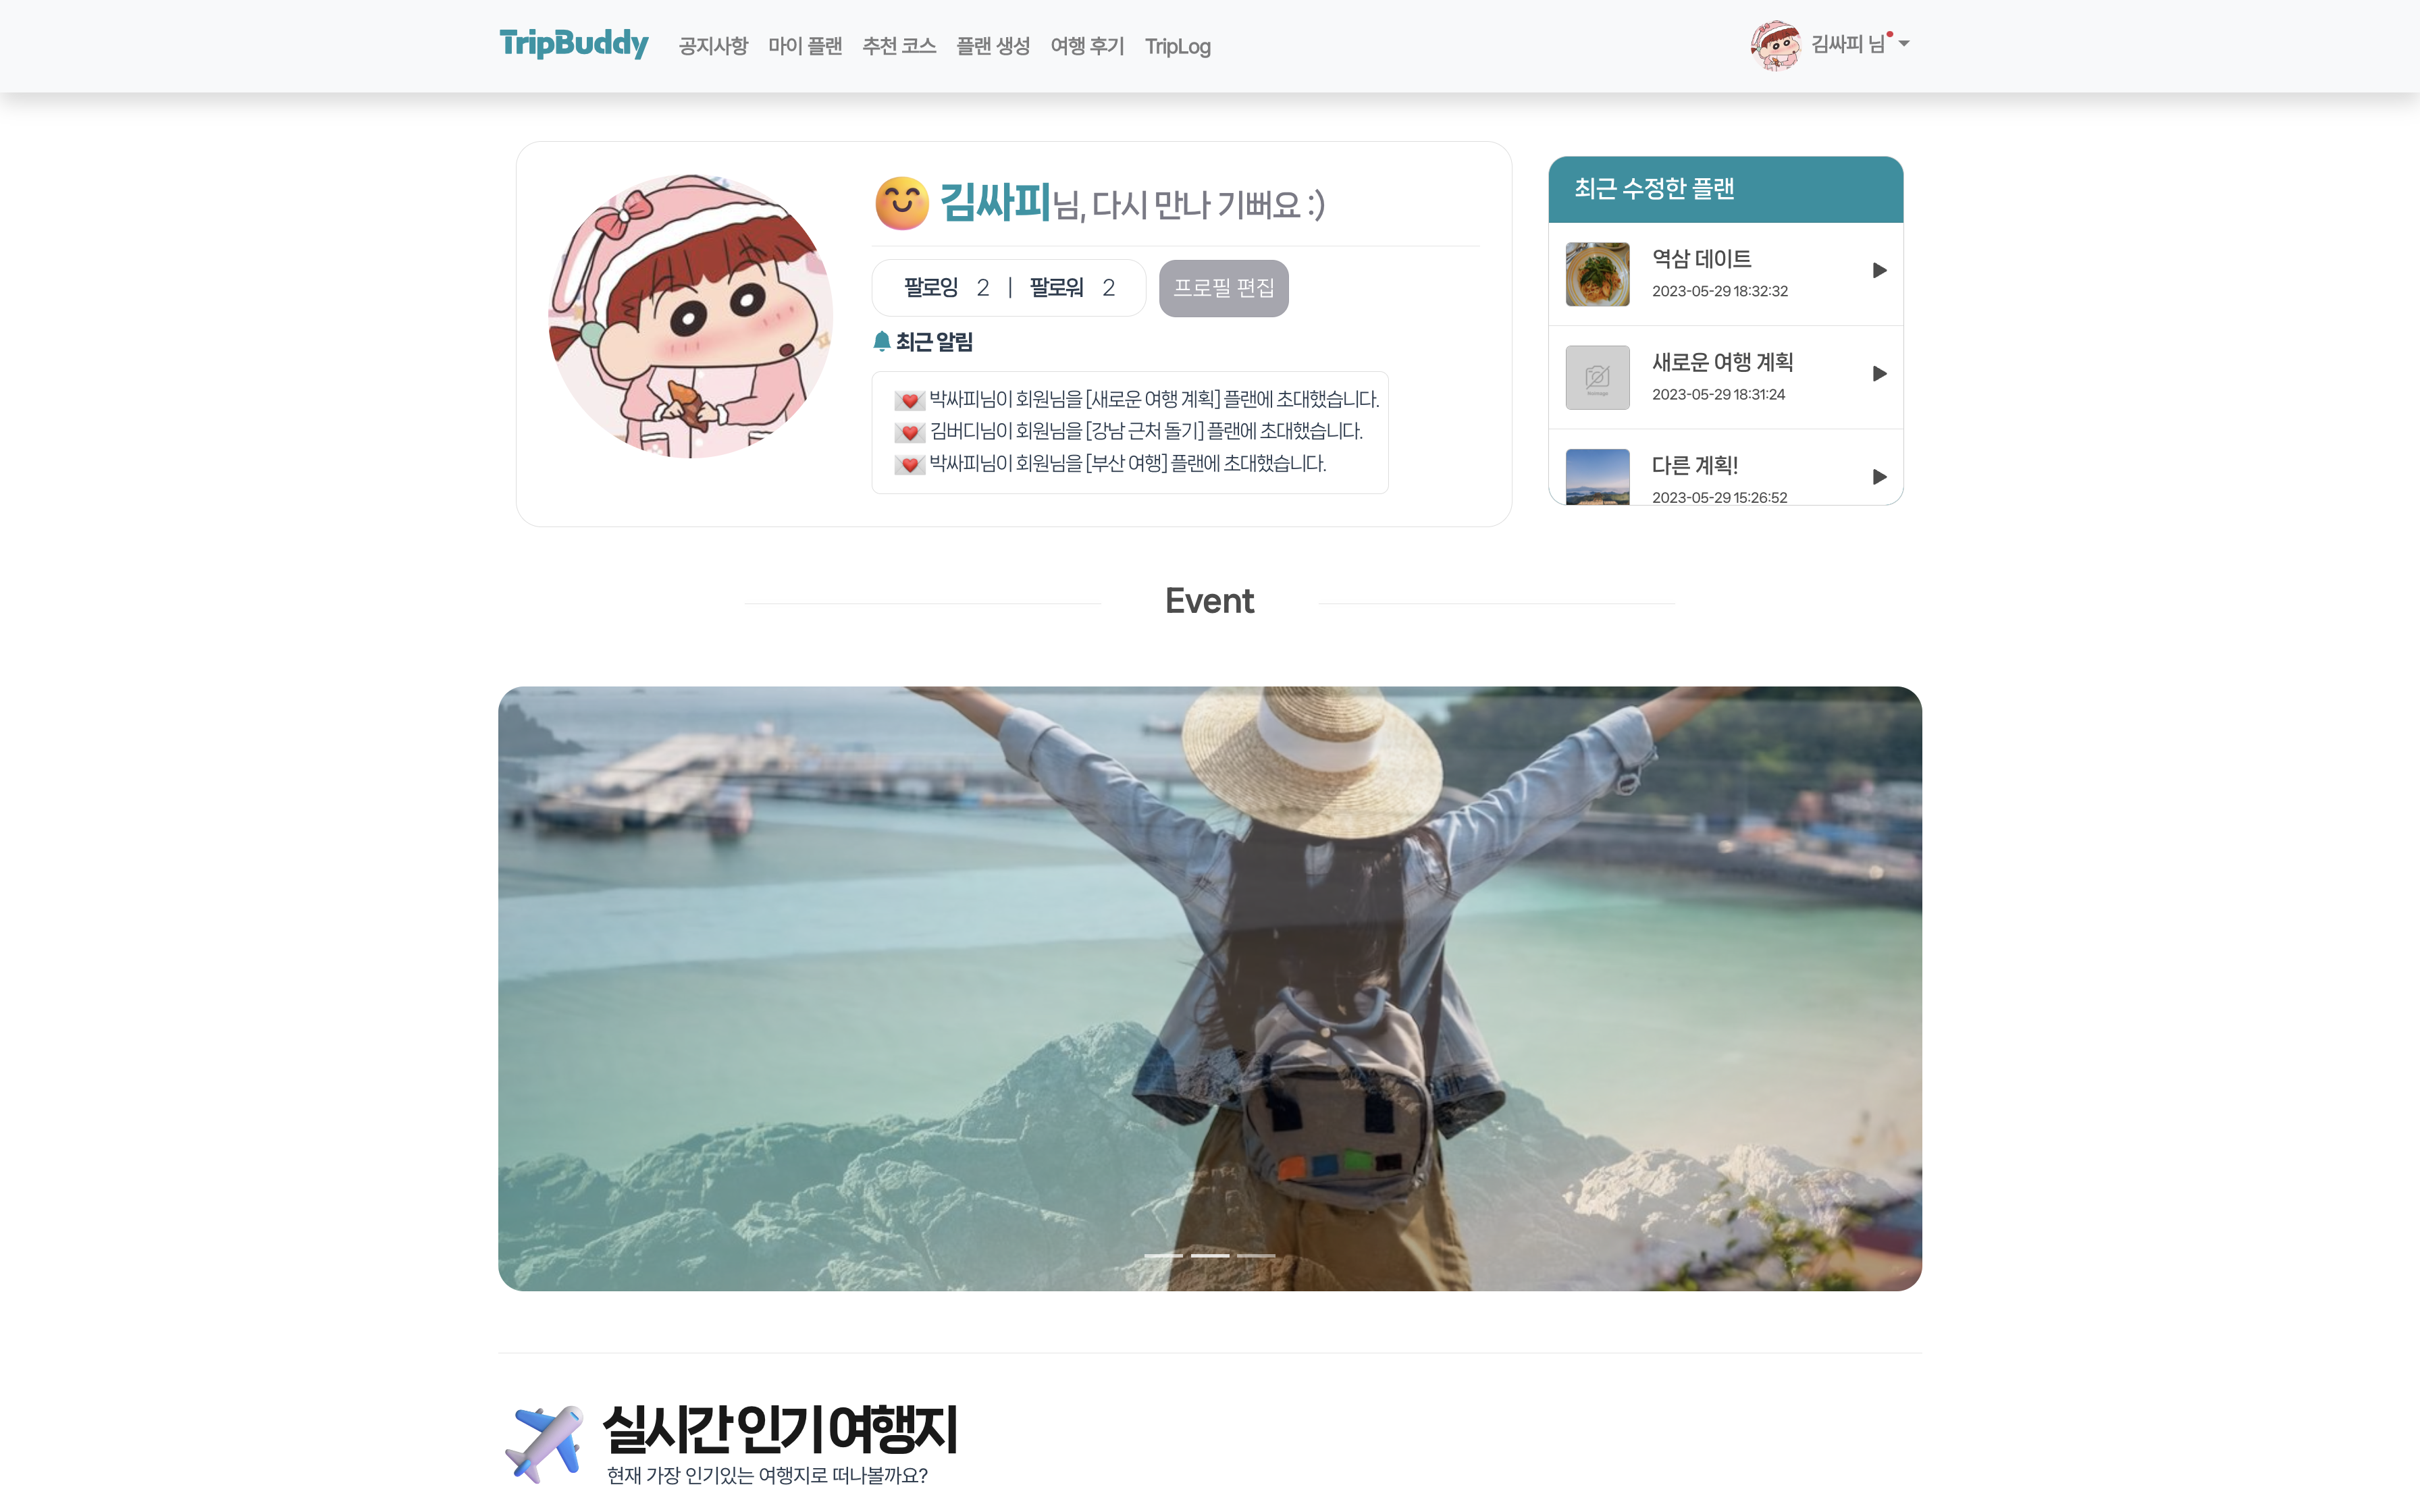 TripBuddy 공지사항 마이 플랜 추천 코스 플랜 생성 여행 후기 TripLog 김싸피 님
김싸피님, 다시 만나 기뻐요 :)
팔로잉 2 | 팔로워 2 프로필 편집
최근 알림
박싸피님이 회원님을 [새로운 여행 계획] 플랜에 초대했습니다.
김버디님이 회원님을 [강남 근처 돌기] 플랜에 초대했습니다.
박싸피님이 회원님을 [부산 여행] 플랜에 초대했습니다.
최근 수정한 플랜
역삼 데이트
2023-05-29 18:32:32
새로운 여행 계획
2023-05-29 18:31:24
다른 계획!
2023-05-29 15:26:52
Event
실시간 인기 여행지
현재 가장 인기있는 여행지로 떠나볼까요?